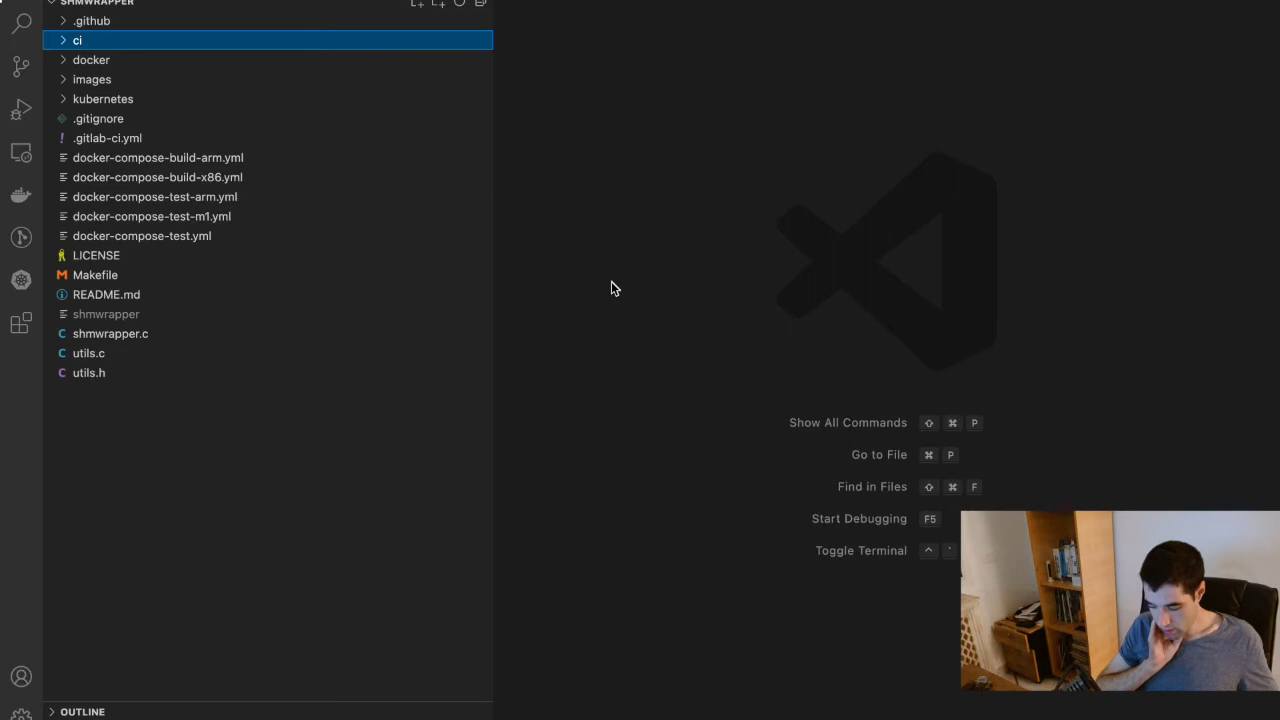 SHMWRAPPER
.github
ci
docker
images
kubernetes
.gitignore
.gitlab-ci.yml
docker-compose-build-arm.yml
docker-compose-build-x86.yml
docker-compose-test-arm.yml
docker-compose-test-m1.yml
docker-compose-test.yml
LICENSE
Makefile
README.md
shmwrapper
shmwrapper.c
utils.c
utils.h
Show All Commands ⇧ ⌘ P
Go to File ⌘ P
Find in Files ⇧ ⌘ F
Start Debugging F5
Toggle Terminal ^ `
OUTLINE